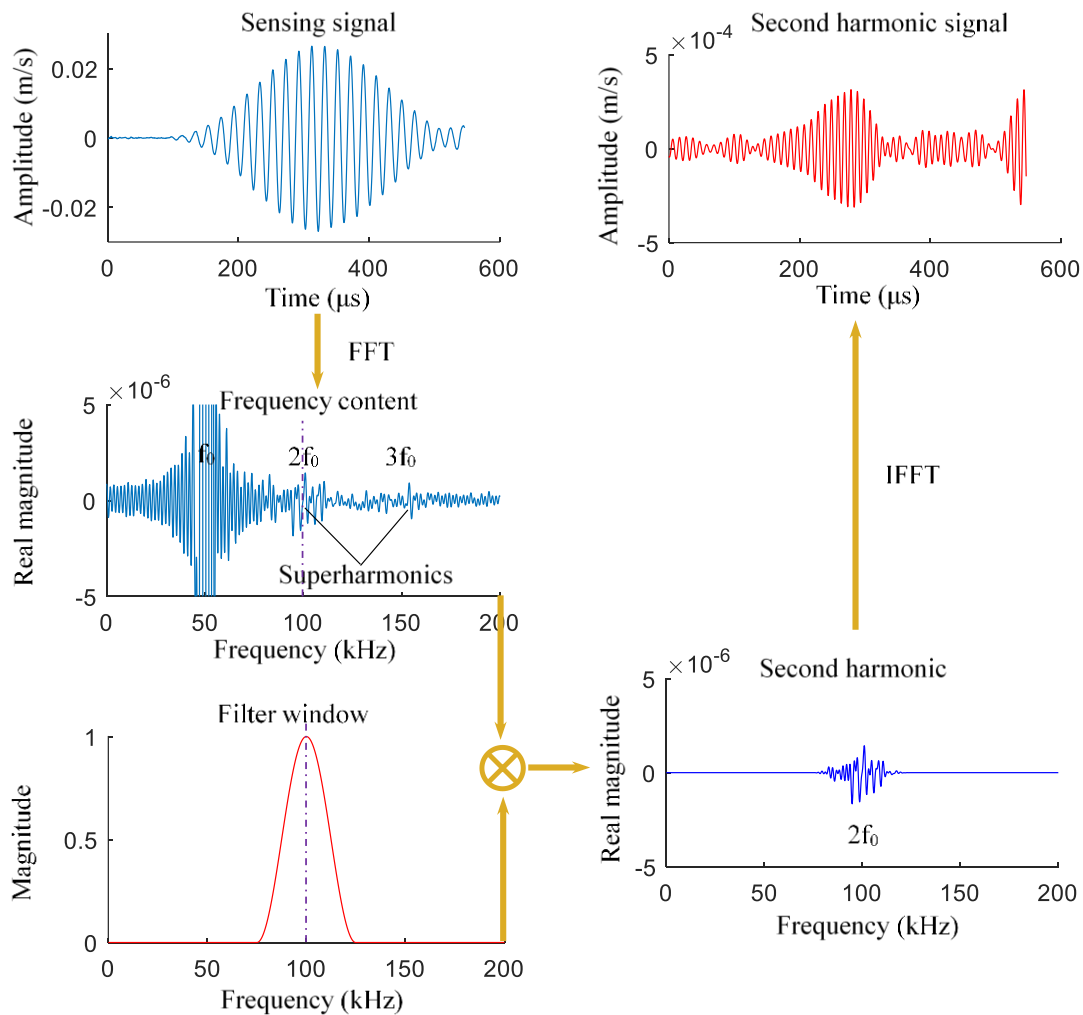 Sensing signal
Amplitude (m/s)
0.02
0
-0.02
0 200 400 600
Time (μs)
Second harmonic signal
×10-4
Amplitude (m/s)
5
0
-5
0 200 400 600
Time (μs)
FFT
×10-6
Frequency content
Real magnitude
5
0
-5
f0 2f0 3f0
Superharmonics
0 50 100 150 200
Frequency (kHz)
IFFT
Filter window
Magnitude
1
0.5
0
0 50 100 150 200
Frequency (kHz)
×10-6
Second harmonic
Real magnitude
5
0
-5
2f0
0 50 100 150 200
Frequency (kHz)